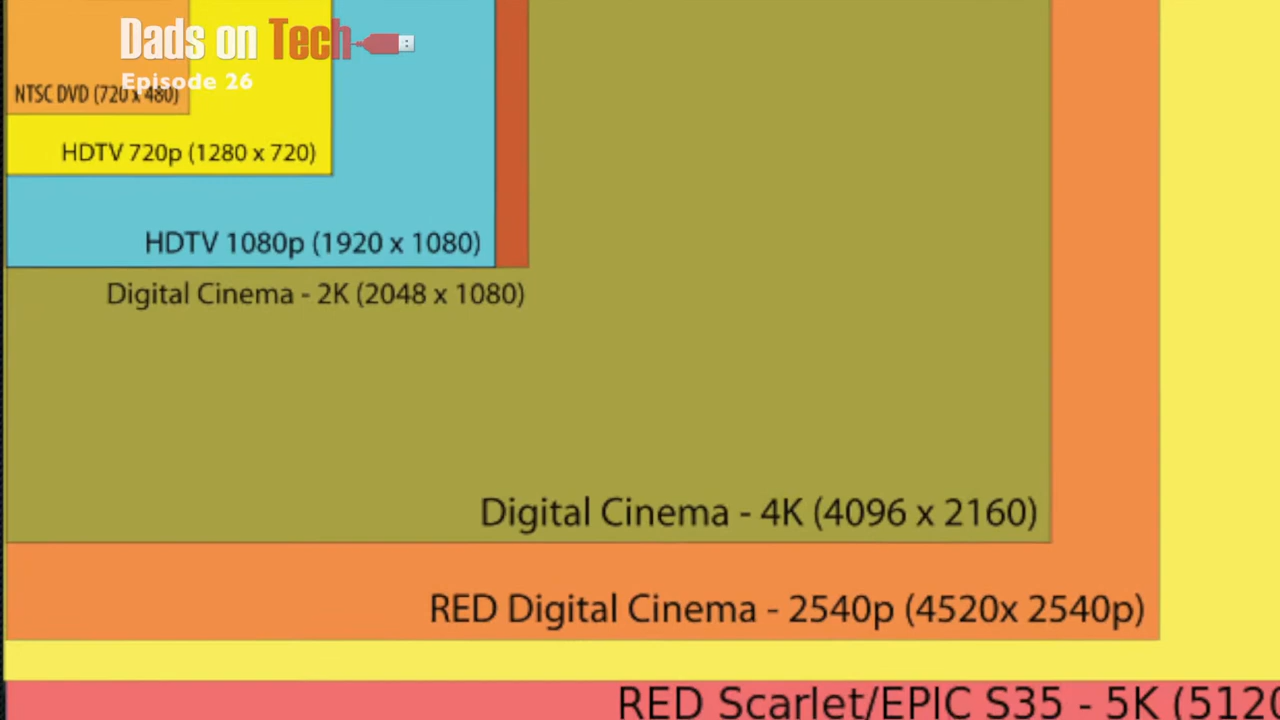 Dads on Tech
Episode 26
NTSC DVD (720 x 480)
HDTV 720p (1280 x 720)
HDTV 1080p (1920 x 1080)
Digital Cinema - 2K (2048 x 1080)
Digital Cinema - 4K (4096 x 2160)
RED Digital Cinema - 2540p (4520x 2540p)
RED Scarlet/EPIC S35 - 5K (5120